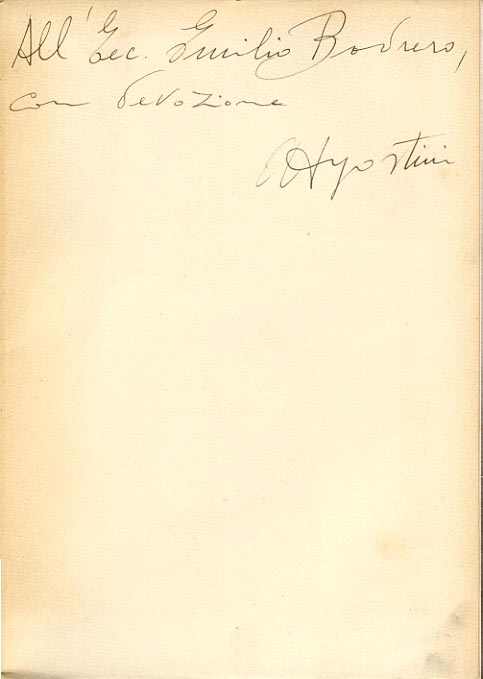 All'Ecc. Emilio Bodrero,
con devozione
Agostini